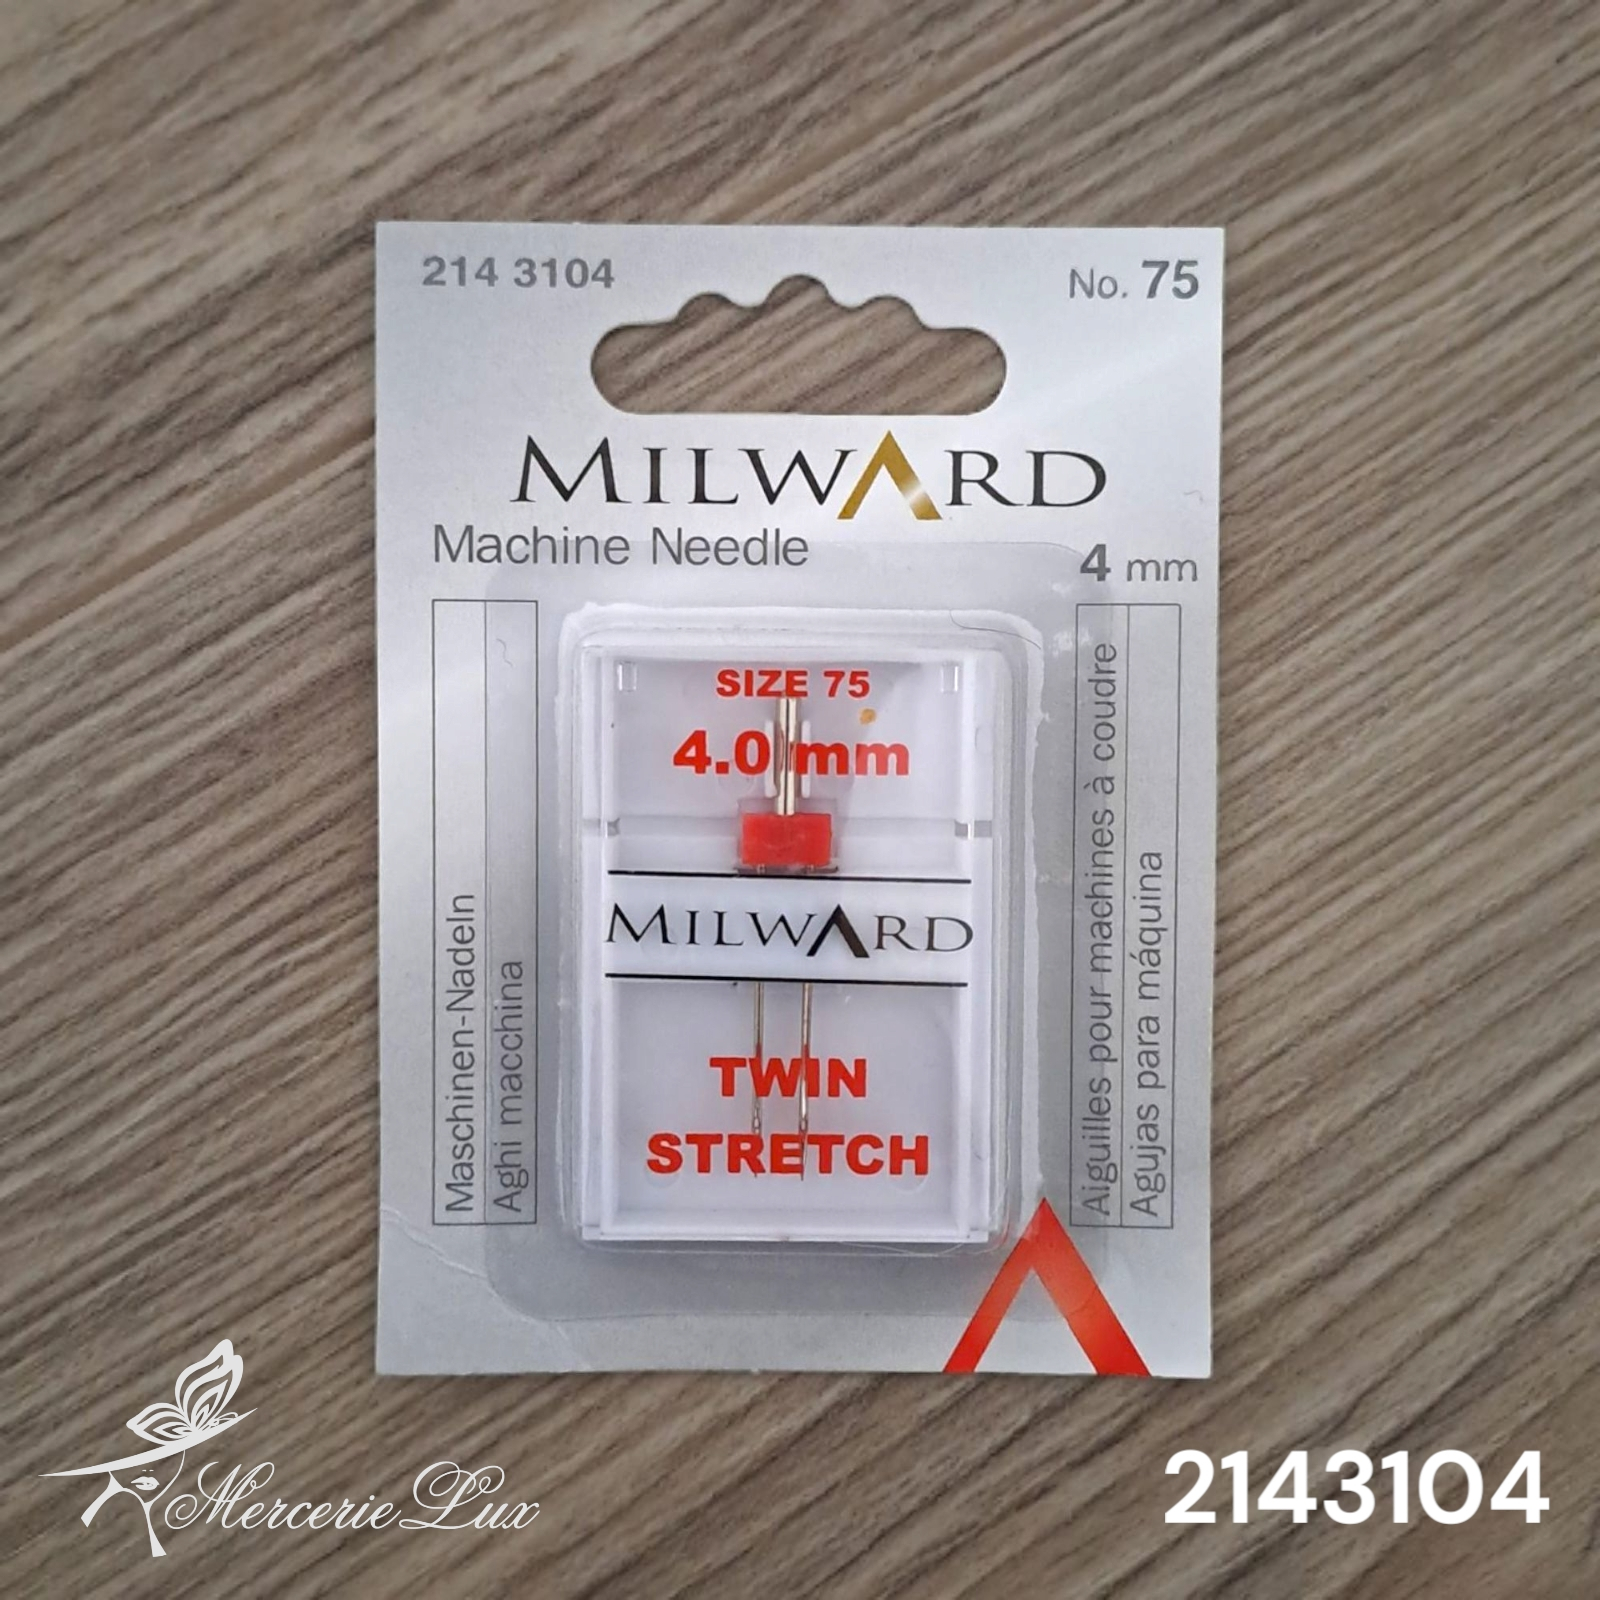 214 3104
No. 75
MILWARD
Machine Needle
4 mm
SIZE 75
4.0 mm
MILWARD
TWIN
STRETCH
Maschinen-Nadeln
Aghi macchina
Aiguilles pour machines à coudre
Agujas para máquina
Mercerie Lux
2143104